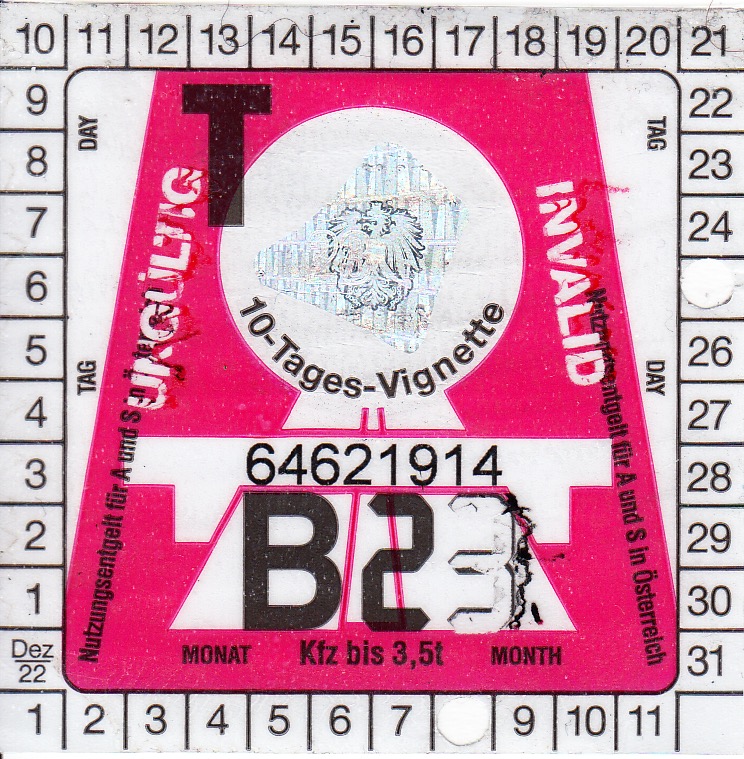 10 11 12 13 14 15 16 17 18 19 20 21
9 22
8 23
7 24
6
5 26
4 27
3 28
2 29
1 30
Dez 22 31
1 2 3 4 5 6 7 9 10 11
DAY
TAG
TAG
DAY
T
UNGÜLTIG
INVALID
10-Tages-Vignette
64621914
B23
MONAT Kfz bis 3,5t MONTH
Nutzungsentgelt für A und S in
Nutzungsentgelt für A und S in Österreich